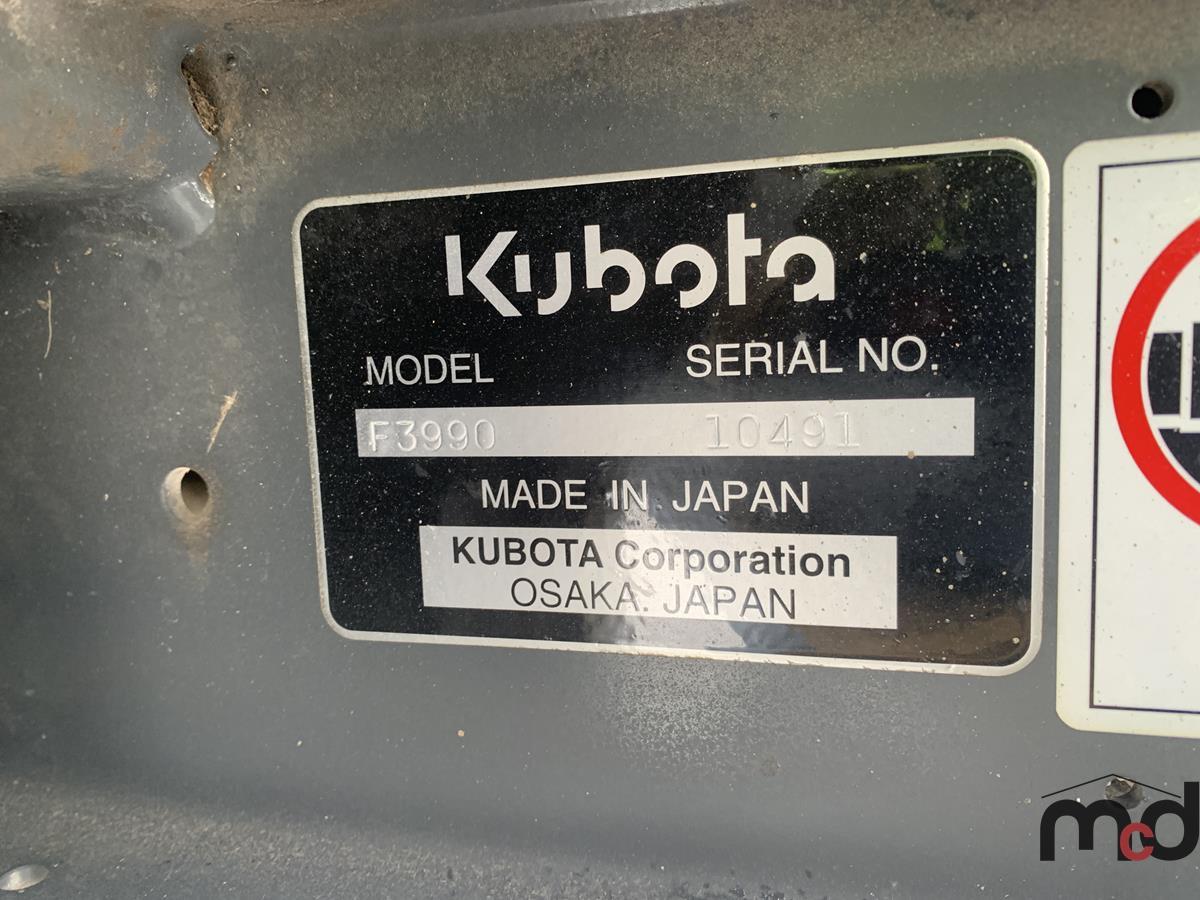 Kubota
MODEL SERIAL NO.
F3990 10491
MADE IN JAPAN
KUBOTA Corporation
OSAKA. JAPAN
mcd